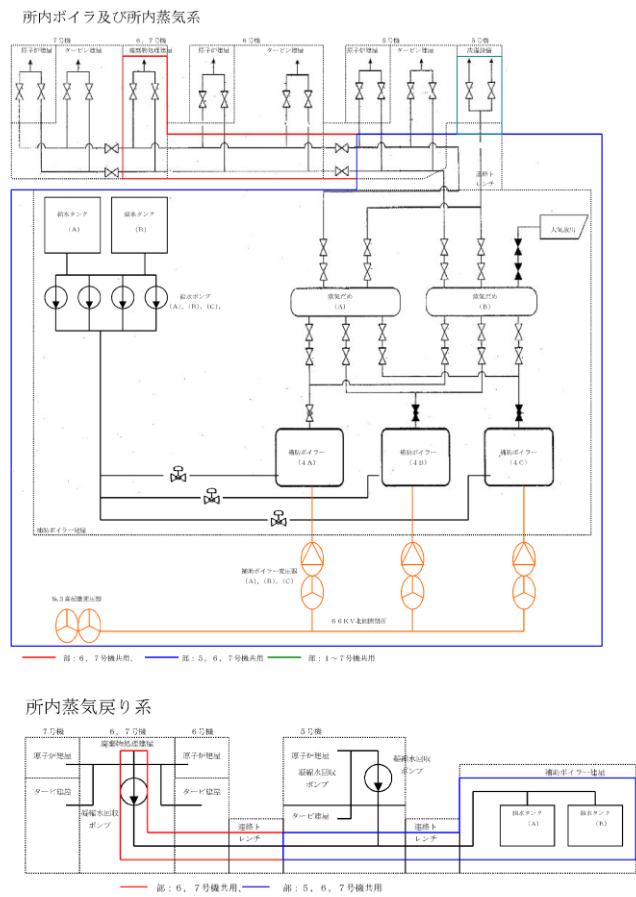 所内ボイラ及び所内蒸気系
7号機
6，7号機
6号機
5号機
5号機
原子炉建屋
タービン建屋
廃棄物処理建屋
原子炉建屋
タービン建屋
原子炉建屋
タービン建屋
洗濯設備
連絡ト
レンチ
給水タンク
（A）
給水タンク
（B）
大気放出
給水ポンプ
（A），（B），（C），
蒸気だめ
（A）
蒸気だめ
（B）
補助ボイラー
（4A）
補助ボイラー
（4B）
補助ボイラー
（4C）
補助ボイラー建屋
補助ボイラー変圧器
（A），（B），（C）
№3高起動変圧器
66KV北側開閉所
部：6，7号機共用、
部：5，6，7号機共用
部：1～7号機共用
所内蒸気戻り系
7号機
6，7号機
6号機
5号機
廃棄物処理建屋
原子炉建屋
原子炉建屋
原子炉建屋
凝縮水回収
ポンプ
凝縮水回収
ポンプ
補助ボイラー建屋
タービ建屋
タービ建屋
凝縮水回収
ポンプ
タービ建屋
連絡ト
レンチ
連絡ト
レンチ
給水タンク
（A）
給水タンク
（B）
部：6，7号機共用、
部：5，6，7号機共用